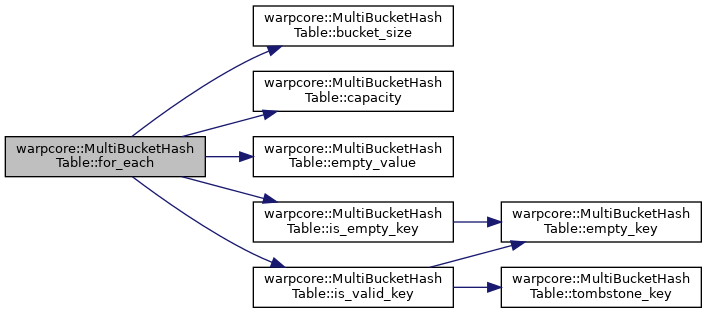 warpcore::MultiBucketHash
Table::for_each
warpcore::MultiBucketHash
Table::bucket_size
warpcore::MultiBucketHash
Table::capacity
warpcore::MultiBucketHash
Table::empty_value
warpcore::MultiBucketHash
Table::is_empty_key
warpcore::MultiBucketHash
Table::is_valid_key
warpcore::MultiBucketHash
Table::empty_key
warpcore::MultiBucketHash
Table::tombstone_key